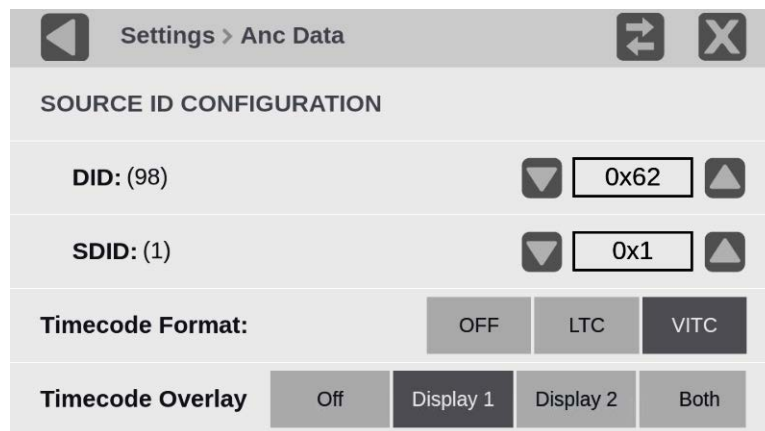 Settings > Anc Data
SOURCE ID CONFIGURATION
DID: (98) 0x62
SDID: (1) 0x1
Timecode Format: OFF LTC VITC
Timecode Overlay Off Display 1 Display 2 Both